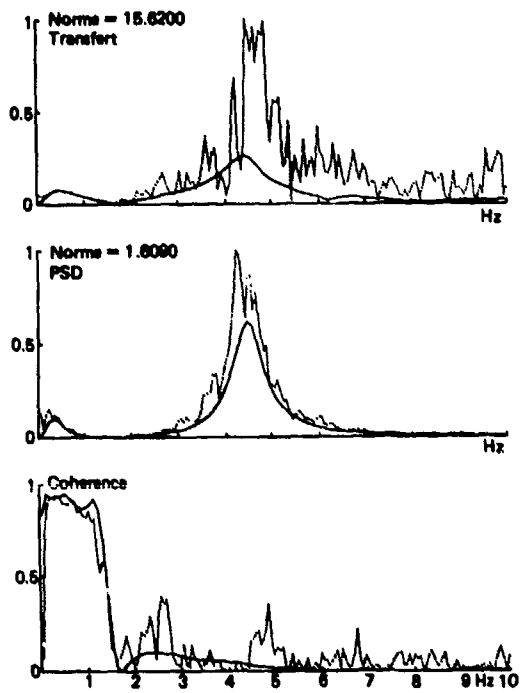 1
Norme = 15.6200
Transfert
0.5
0
Hz
1
Norme = 1.6090
PSD
0.5
0
Hz
1
Coherence
0.5
0
1 2 3 4 5 6 7 8 9 Hz 10